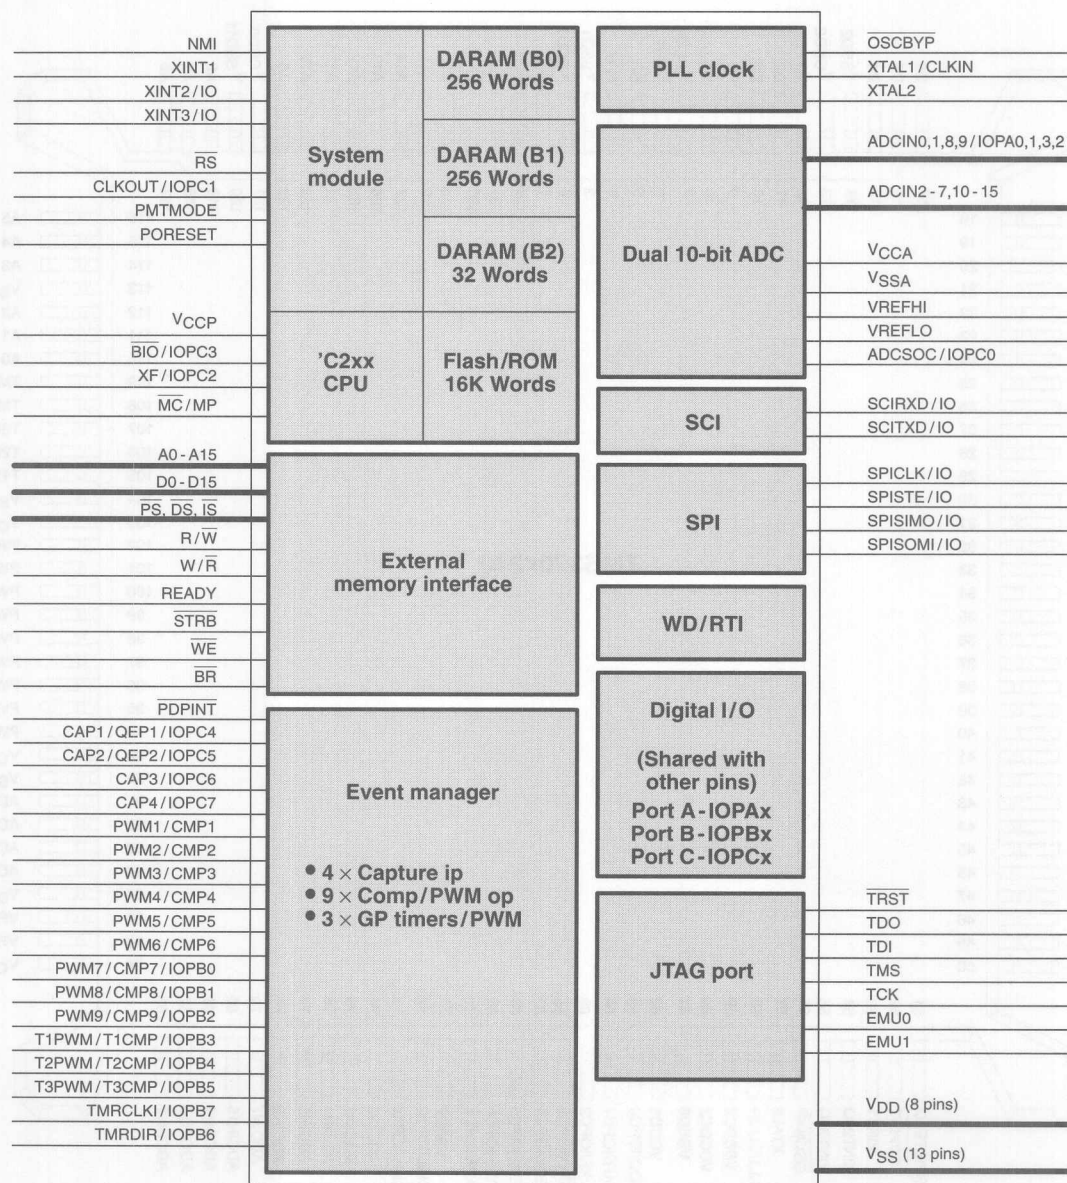 NMI
XINT1
XINT2/IO
XINT3/IO
RS
CLKOUT/IOPC1
PMTMODE
PORESET
VCCP
BIO/IOPC3
XF/IOPC2
MC/MP
A0-A15
D0-D15
PS, DS, IS
R/W
W/R
READY
STRB
WE
BR
PDPINT
CAP1/QEP1/IOPC4
CAP2/QEP2/IOPC5
CAP3/IOPC6
CAP4/IOPC7
PWM1/CMP1
PWM2/CMP2
PWM3/CMP3
PWM4/CMP4
PWM5/CMP5
PWM6/CMP6
PWM7/CMP7/IOPB0
PWM8/CMP8/IOPB1
PWM9/CMP9/IOPB2
T1PWM/T1CMP/IOPB3
T2PWM/T2CMP/IOPB4
T3PWM/T3CMP/IOPB5
TMRCLKI/IOPB7
TMRDIR/IOPB6
System
module
DARAM (B0)
256 Words
DARAM (B1)
256 Words
DARAM (B2)
32 Words
'C2xx
CPU
Flash/ROM
16K Words
External
memory interface
Event manager
• 4 × Capture ip
• 9 × Comp/PWM op
• 3 × GP timers/PWM
PLL clock
Dual 10-bit ADC
SCI
SPI
WD/RTI
Digital I/O
(Shared with
other pins)
Port A-IOPAx
Port B-IOPBx
Port C-IOPCx
JTAG port
OSCBYP
XTAL1/CLKIN
XTAL2
ADCIN0,1,8,9/IOPA0,1,3,2
ADCIN2-7,10-15
VCCA
VSSA
VREFHI
VREFLO
ADCSOC/IOPC0
SCIRXD/IO
SCITXD/IO
SPICLK/IO
SPISTE/IO
SPISIMO/IO
SPISOMI/IO
TRST
TDO
TDI
TMS
TCK
EMU0
EMU1
VDD (8 pins)
VSS (13 pins)